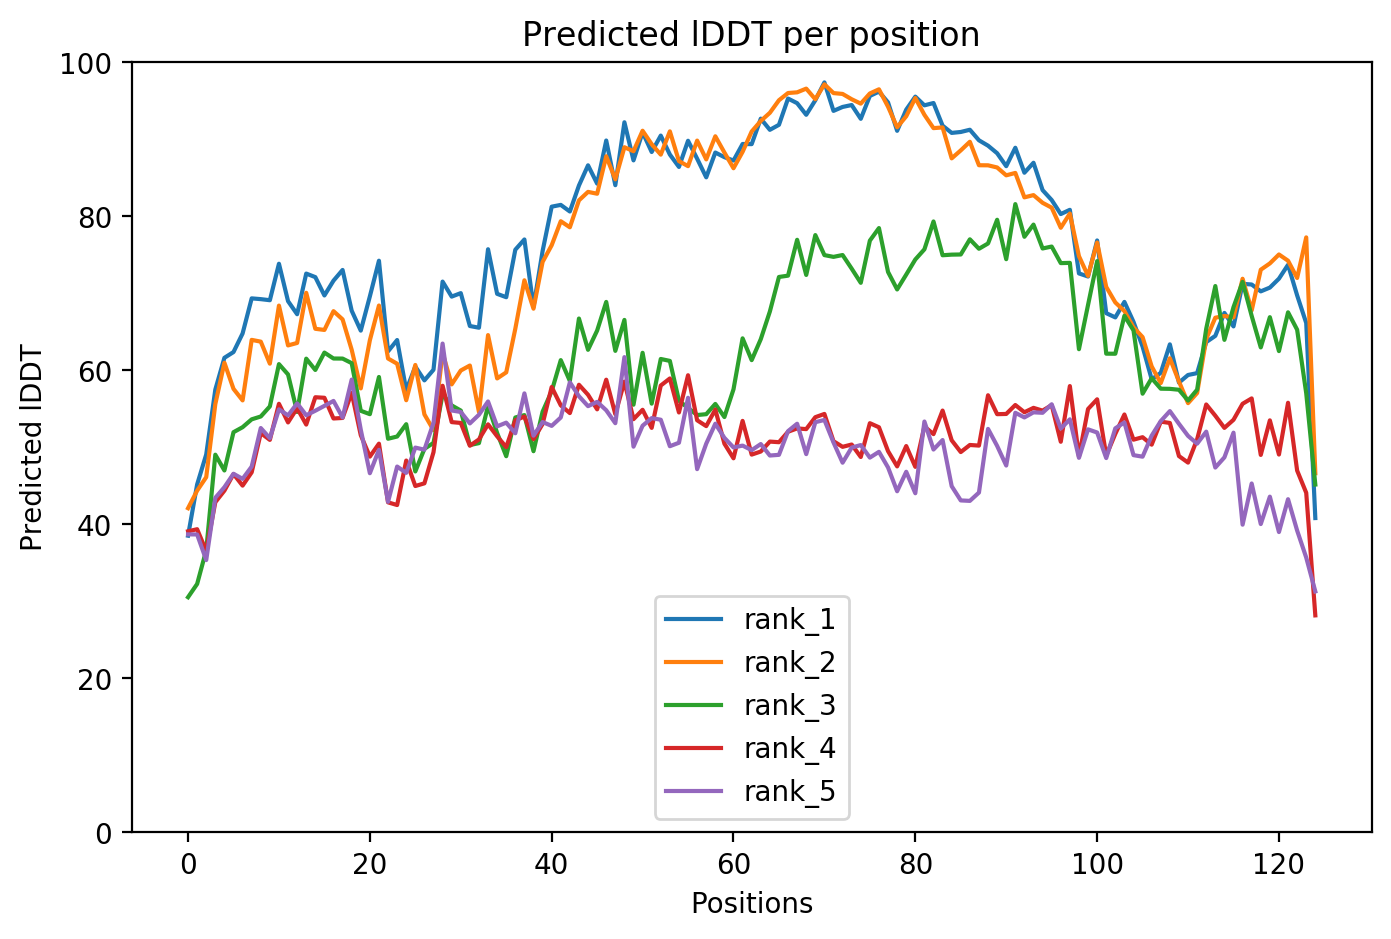 Predicted lDDT per position
100
80
60
40
20
0
Predicted lDDT
rank_1
rank_2
rank_3
rank_4
rank_5
0 20 40 60 80 100 120
Positions